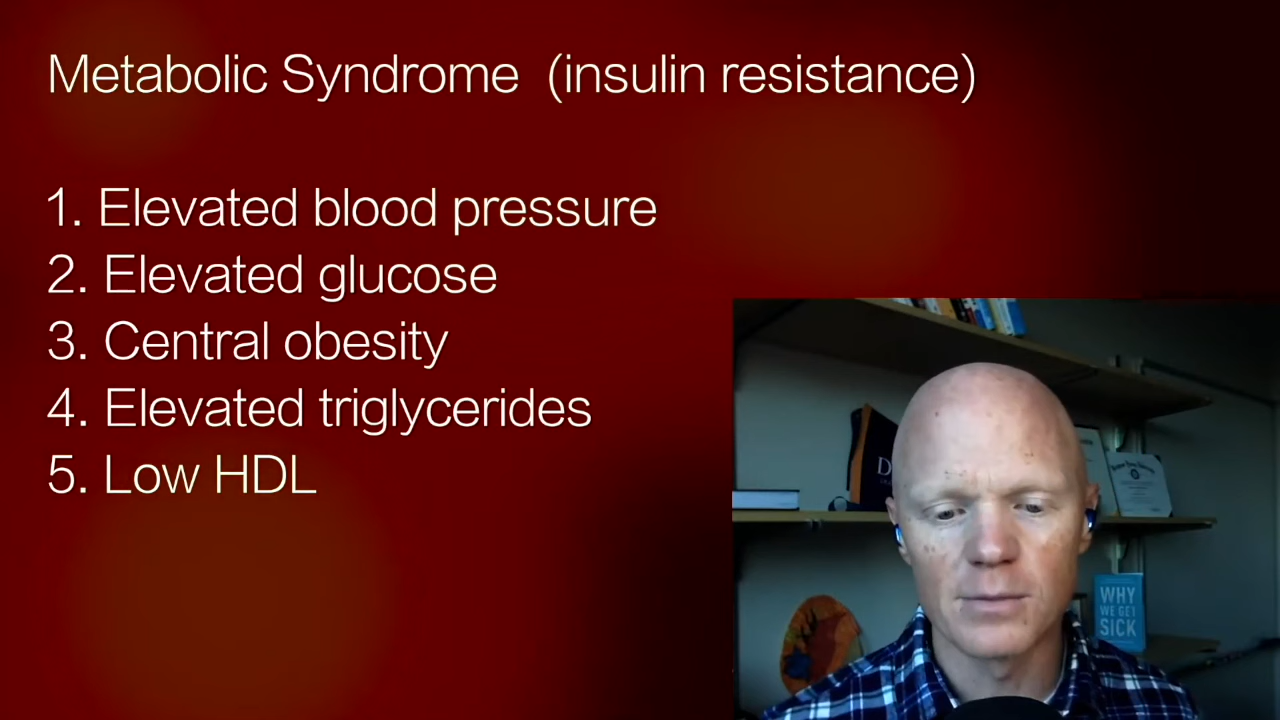 Metabolic Syndrome (insulin resistance)
1. Elevated blood pressure
2. Elevated glucose
3. Central obesity
4. Elevated triglycerides
5. Low HDL
D
WHY
WE GET
SICK